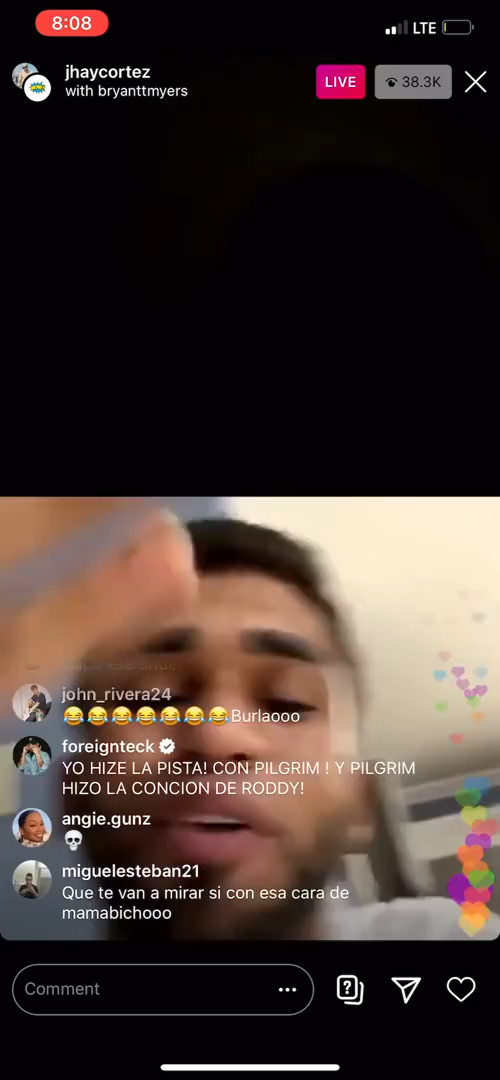 8:08
LTE
jhaycortez
with bryanttmyers
LIVE
38.3K
john_rivera24
😂😂😂😂😂😂😂Burlaooo
foreignteck
YO HIZE LA PISTA! CON PILGRIM ! Y PILGRIM
HIZO LA CONCION DE RODDY!
angie.gunz
💀
miguelesteban21
Que te van a mirar si con esa cara de
mamabichooo
Comment